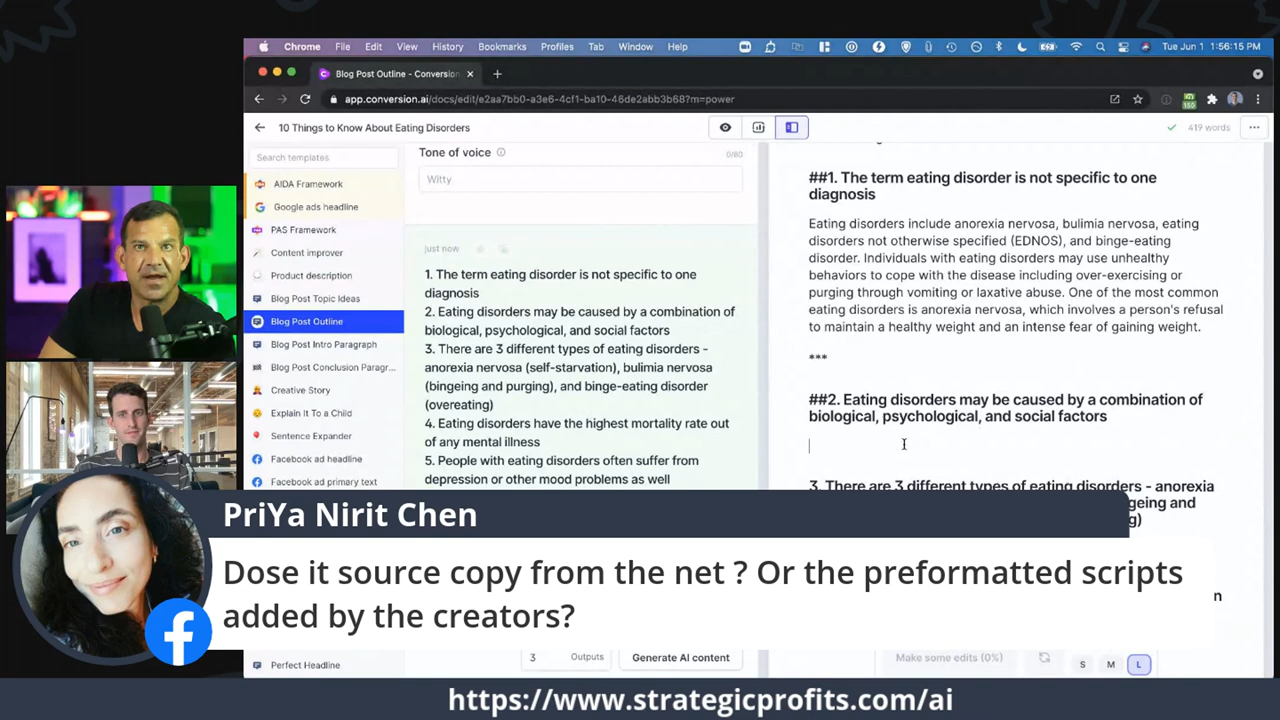 Chrome File Edit View History Bookmarks Profiles Tab Window Help
Tue Jun 1 1:56:15 PM
Blog Post Outline - Conversion
app.conversion.ai/docs/edit/e2aa7bb0-a3e6-4cf1-ba10-46de2abb3b68?m=power
150
10 Things to Know About Eating Disorders
419 words
Search templates
AIDA Framework
Google ads headline
PAS Framework
Content improver
Product description
Blog Post Topic Ideas
Blog Post Outline
Blog Post Intro Paragraph
Blog Post Conclusion Paragr...
Creative Story
Explain It To a Child
Sentence Expander
Facebook ad headline
Facebook ad primary text
Perfect Headline
Tone of voice
0/80
Witty
just now
1. The term eating disorder is not specific to one
diagnosis
2. Eating disorders may be caused by a combination of
biological, psychological, and social factors
3. There are 3 different types of eating disorders -
anorexia nervosa (self-starvation), bulimia nervosa
(bingeing and purging), and binge-eating disorder
(overeating)
4. Eating disorders have the highest mortality rate out
of any mental illness
5. People with eating disorders often suffer from
depression or other mood problems as well
3 Outputs
Generate AI content
##1. The term eating disorder is not specific to one
diagnosis
Eating disorders include anorexia nervosa, bulimia nervosa, eating
disorders not otherwise specified (EDNOS), and binge-eating
disorder. Individuals with eating disorders may use unhealthy
behaviors to cope with the disease including over-exercising or
purging through vomiting or laxative abuse. One of the most common
eating disorders is anorexia nervosa, which involves a person's refusal
to maintain a healthy weight and an intense fear of gaining weight.
***
##2. Eating disorders may be caused by a combination of
biological, psychological, and social factors
3. There are 3 different types of eating disorders - anorexia
geing and
g)
n
Make some edits (0%)
S M L
PriYa Nirit Chen
Dose it source copy from the net ? Or the preformatted scripts
added by the creators?
https://www.strategicprofits.com/ai